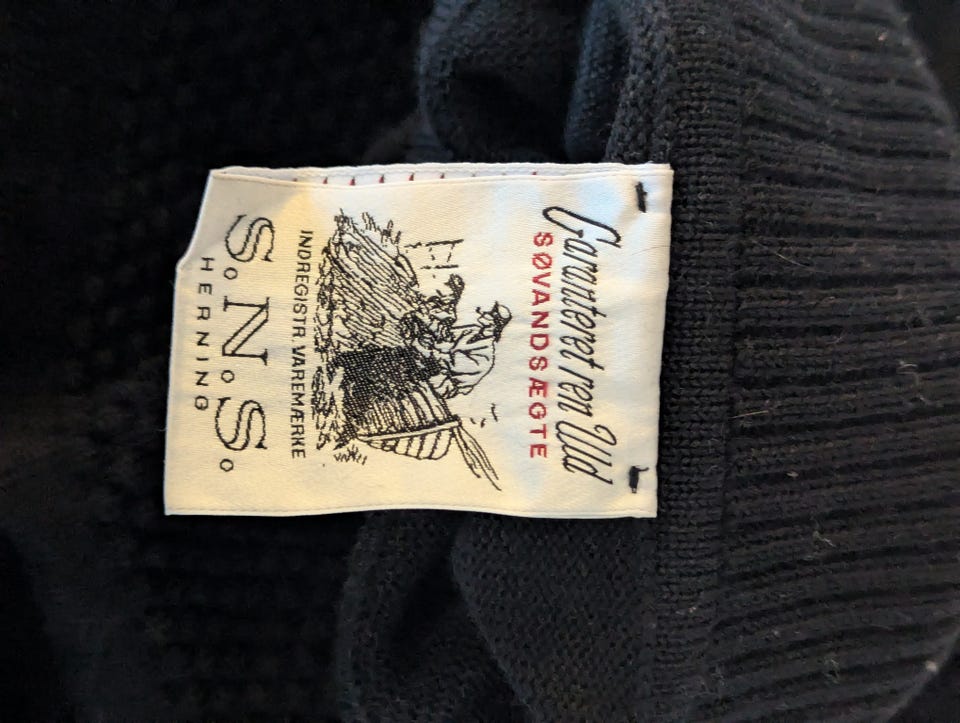 Garanteret ren Uld
SØVANDSÆGTE
INDREGISTR. VAREMÆRKE
S.N.S.
HERNING